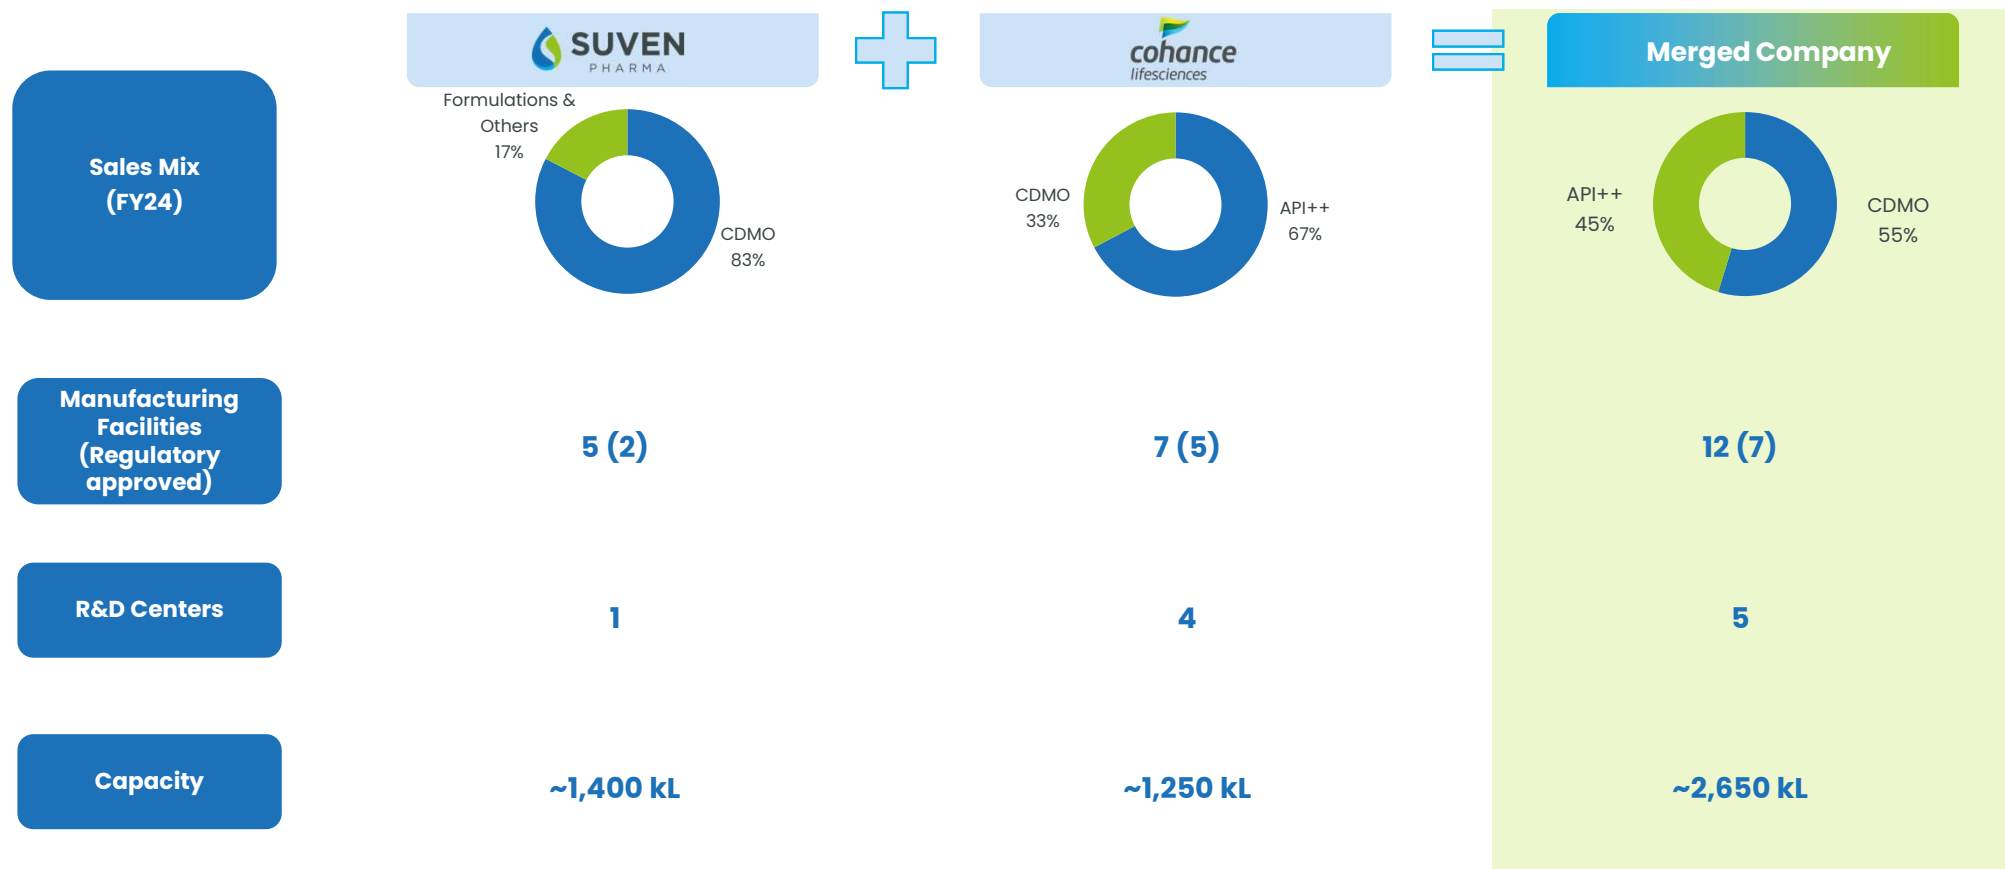 SUVEN
PHARMA
cohance
lifesciences
Merged Company
Sales Mix
(FY24)
Formulations &
Others
17%
CDMO
83%
CDMO
33%
API++
67%
API++
45%
CDMO
55%
Manufacturing
Facilities
(Regulatory
approved)
5 (2)
7 (5)
12 (7)
R&D Centers
1
4
5
Capacity
~1,400 kL
~1,250 kL
~2,650 kL